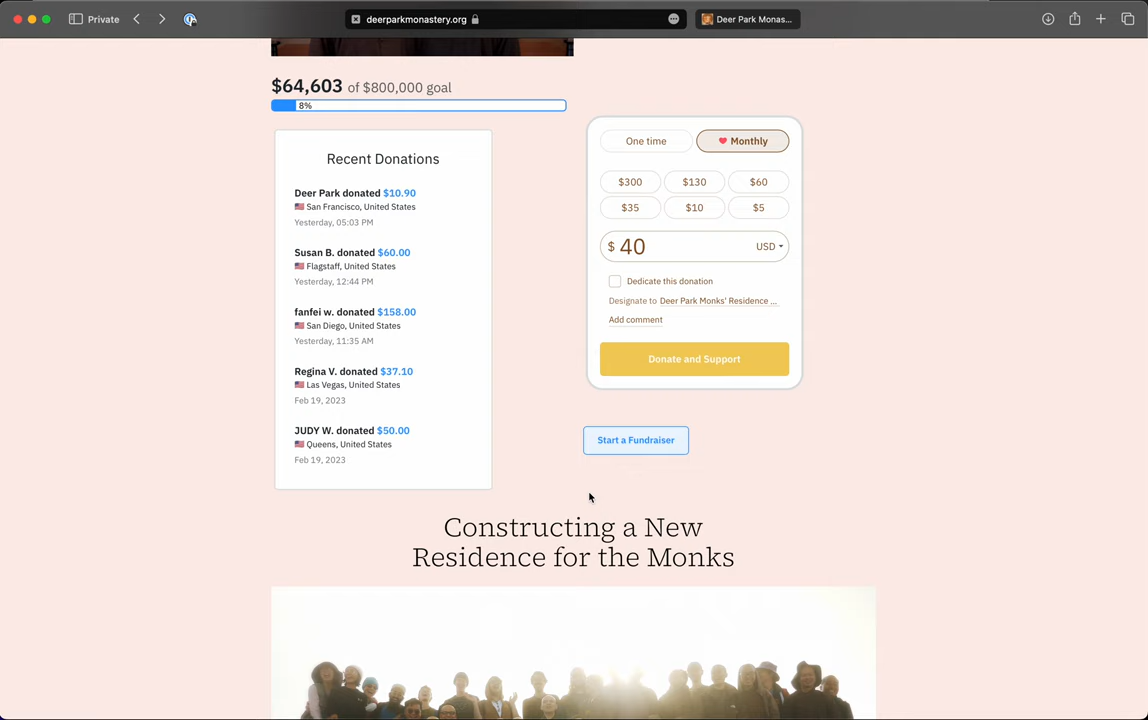 Private
deerparkmonastery.org
Deer Park Monas...
$64,603 of $800,000 goal
8%
Recent Donations
Deer Park donated $10.90
San Francisco, United States
Yesterday, 05:03 PM
Susan B. donated $60.00
Flagstaff, United States
Yesterday, 12:44 PM
fanfei w. donated $158.00
San Diego, United States
Yesterday, 11:35 AM
Regina V. donated $37.10
Las Vegas, United States
Feb 19, 2023
JUDY W. donated $50.00
Queens, United States
Feb 19, 2023
One time
Monthly
$300 $130 $60
$35 $10 $5
$ 40 USD
Dedicate this donation
Designate to Deer Park Monks' Residence ...
Add comment
Donate and Support
Start a Fundraiser
Constructing a New
Residence for the Monks